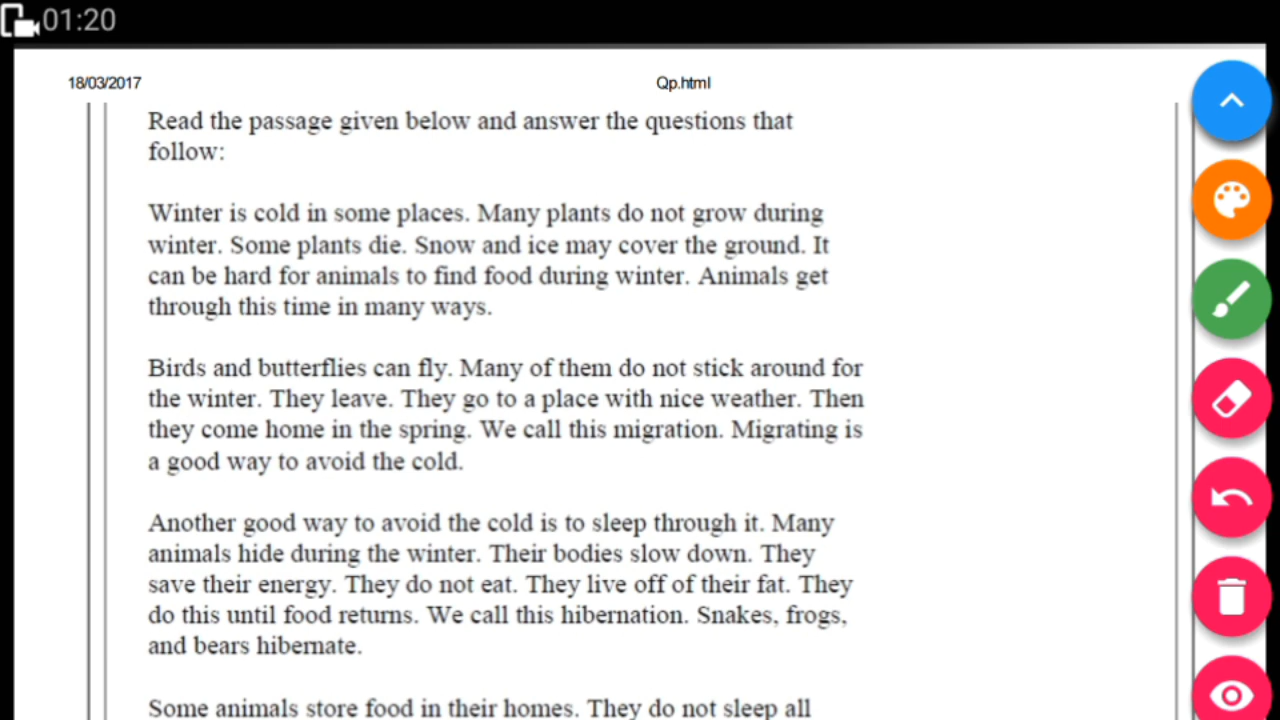 01:20
18/03/2017 Qp.html
Read the passage given below and answer the questions that
follow:
Winter is cold in some places. Many plants do not grow during
winter. Some plants die. Snow and ice may cover the ground. It
can be hard for animals to find food during winter. Animals get
through this time in many ways.
Birds and butterflies can fly. Many of them do not stick around for
the winter. They leave. They go to a place with nice weather. Then
they come home in the spring. We call this migration. Migrating is
a good way to avoid the cold.
Another good way to avoid the cold is to sleep through it. Many
animals hide during the winter. Their bodies slow down. They
save their energy. They do not eat. They live off of their fat. They
do this until food returns. We call this hibernation. Snakes, frogs,
and bears hibernate.
Some animals store food in their homes. They do not sleep all